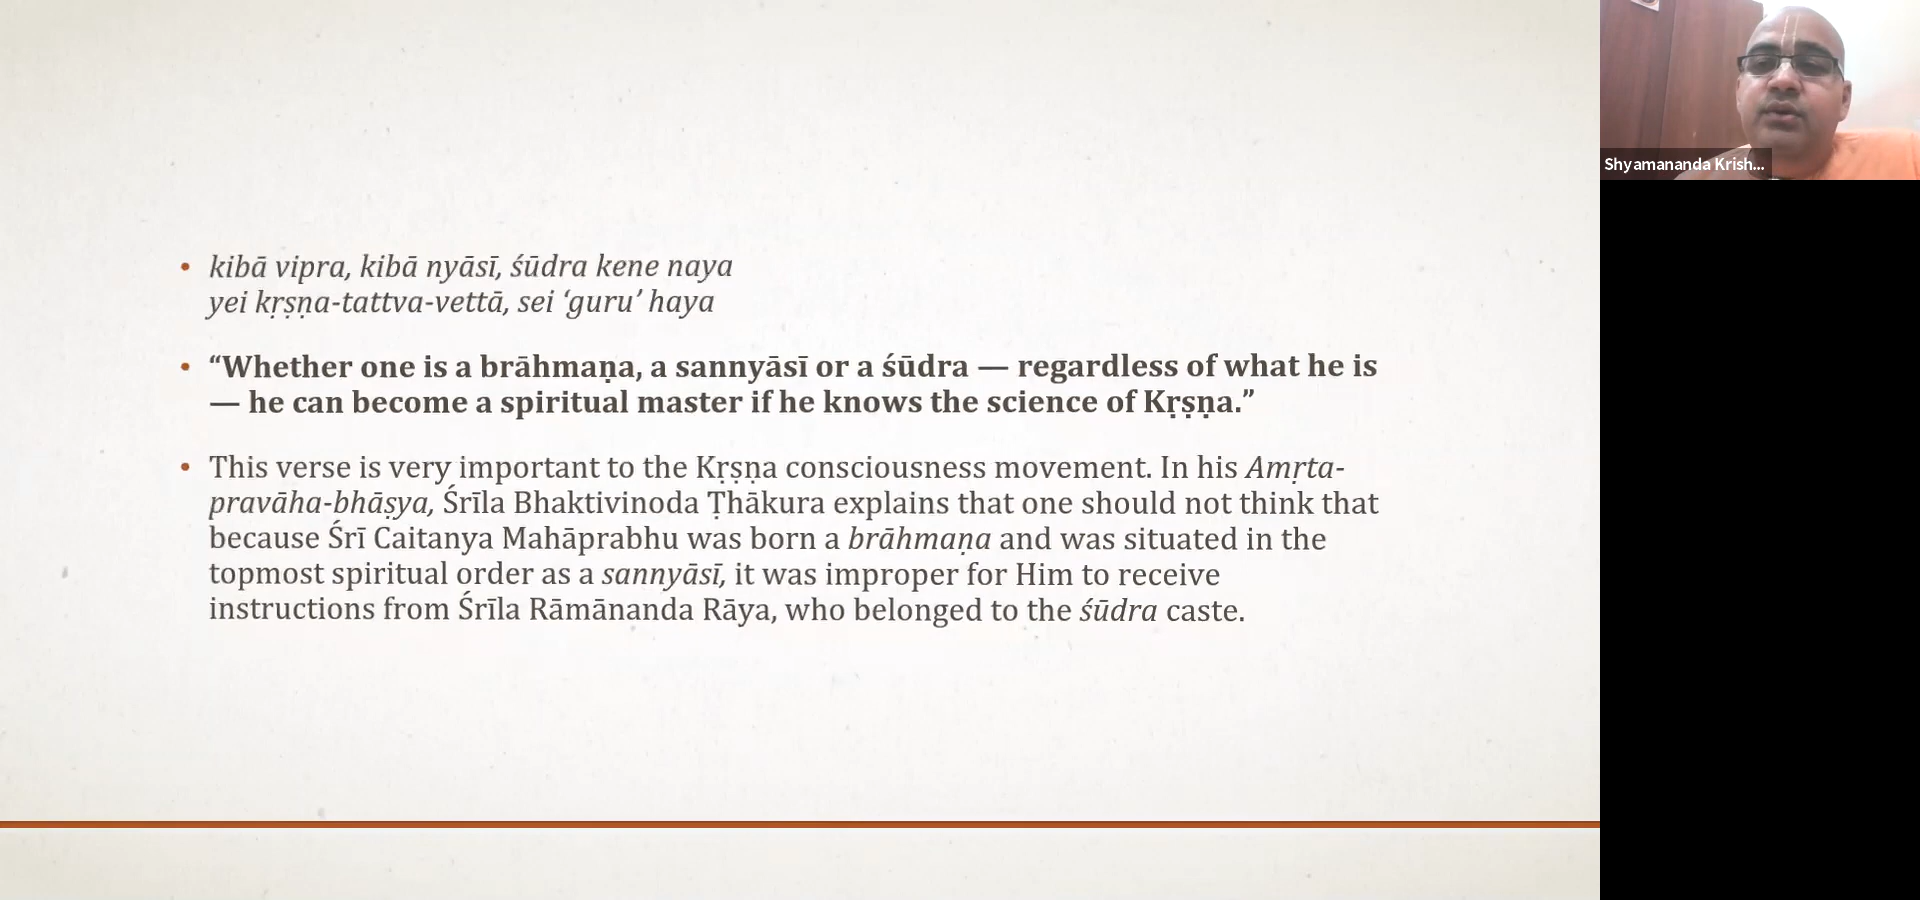 kibā vipra, kibā nyāsī, śūdra kene naya
yei kṛṣṇa-tattva-vettā, sei ‘guru’ haya
“Whether one is a brāhmaṇa, a sannyāsī or a śūdra — regardless of what he is
— he can become a spiritual master if he knows the science of Kṛṣṇa.”
This verse is very important to the Kṛṣṇa consciousness movement. In his Amṛta-
pravāha-bhāṣya, Śrīla Bhaktivinoda Ṭhākura explains that one should not think that
because Śrī Caitanya Mahāprabhu was born a brāhmaṇa and was situated in the
topmost spiritual order as a sannyāsī, it was improper for Him to receive
instructions from Śrīla Rāmānanda Rāya, who belonged to the śūdra caste.
Shyamananda Krish...